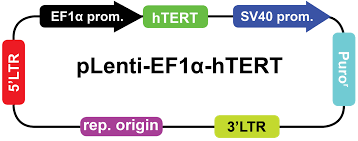 EF1α prom.
hTERT
SV40 prom.
5'LTR
pLenti-EF1α-hTERT
Puroʳ
rep. origin
3'LTR